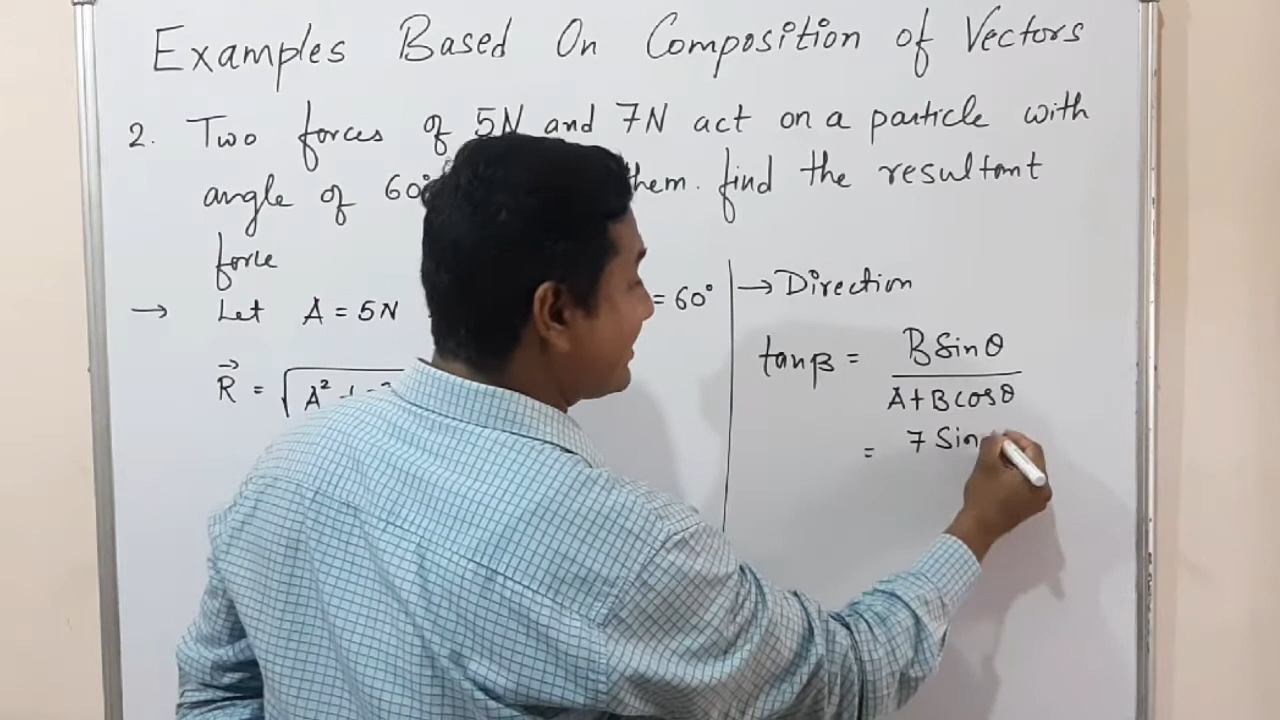 Examples Based On Composition of Vectors
2. Two forces of 5N and 7N act on a particle with
angle of 60° them. find the resultant
force
→ Let A = 5N = 60°
R⃗ = √ A²
→ Direction
tanβ = BSinθ / A+Bcosθ
= 7 Sin